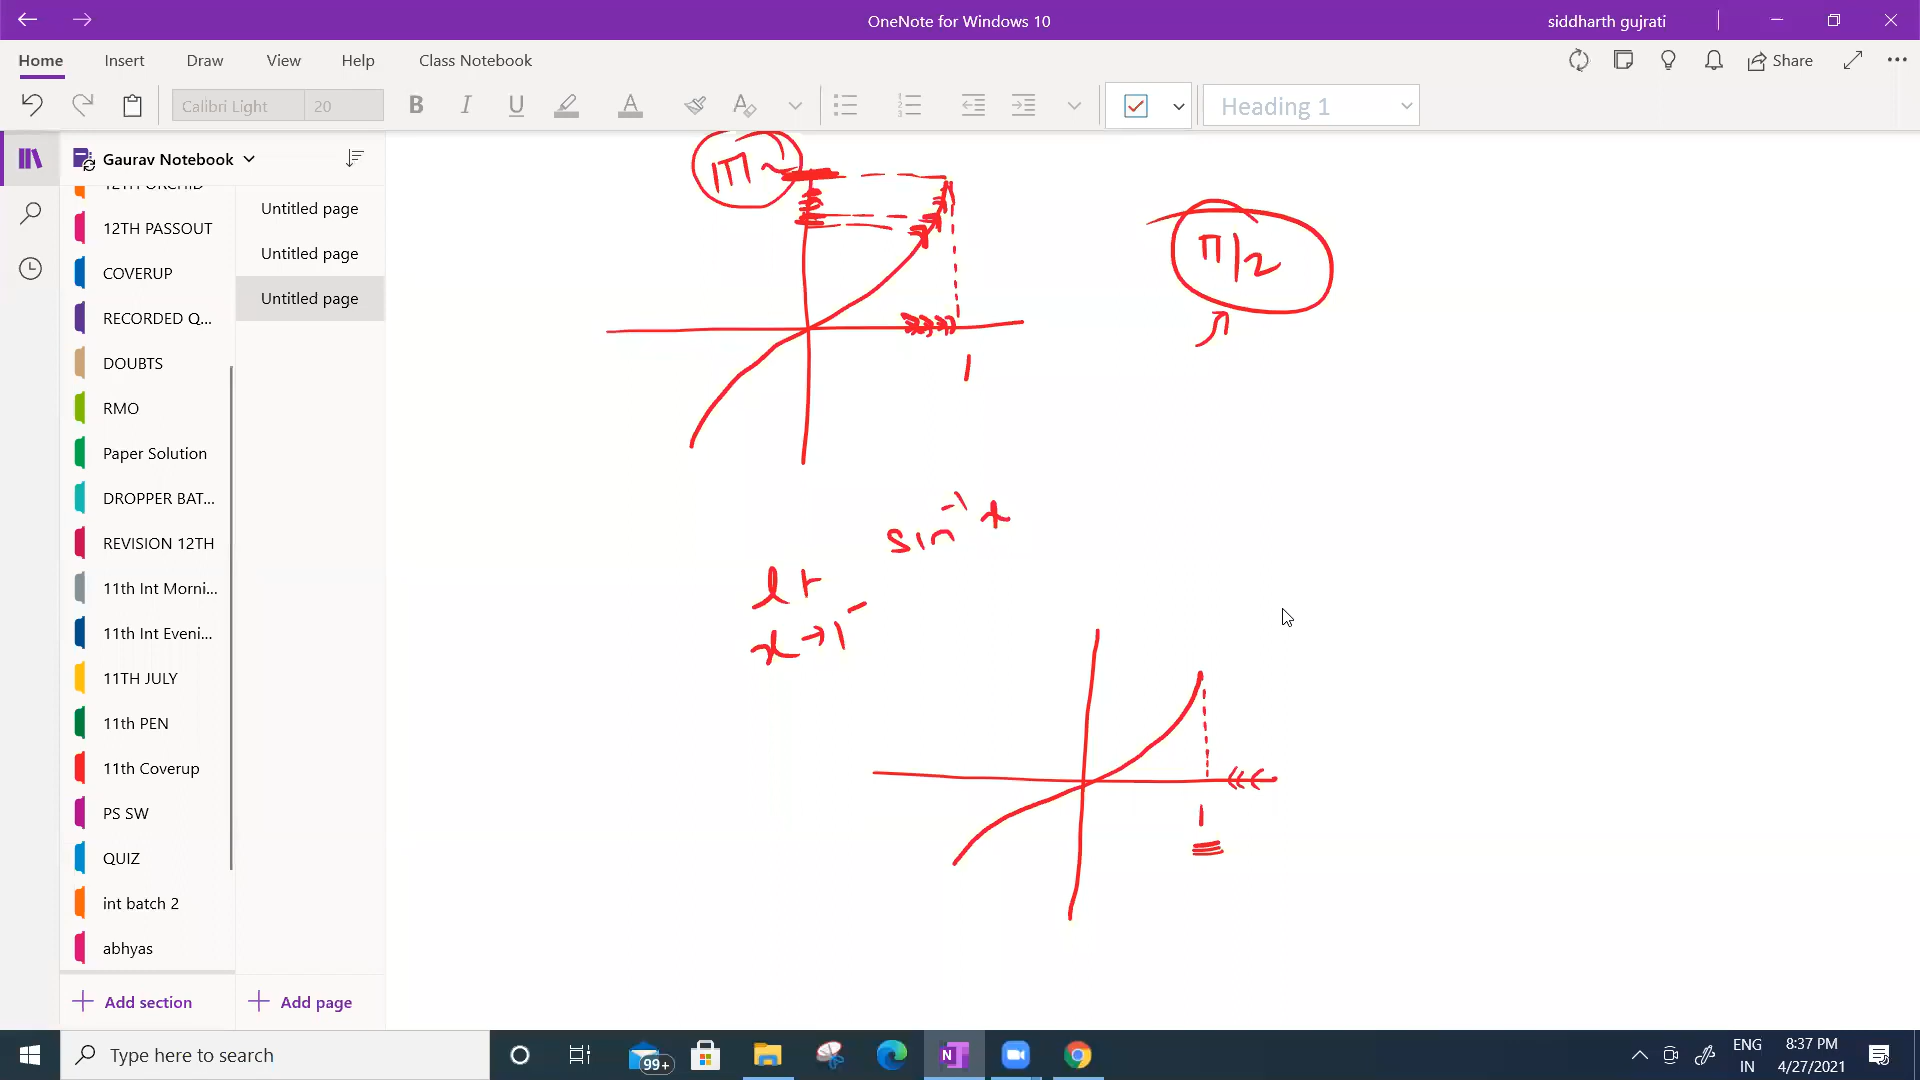 OneNote for Windows 10
siddharth gujrati
Home Insert Draw View Help Class Notebook
Share
Calibri Light 20
Heading 1
Gaurav Notebook
12TH ORCHID
12TH PASSOUT
COVERUP
RECORDED Q...
DOUBTS
RMO
Paper Solution
DROPPER BAT...
REVISION 12TH
11th Int Morni...
11th Int Eveni...
11TH JULY
11th PEN
11th Coverup
PS SW
QUIZ
int batch 2
abhyas
Add section
Untitled page
Untitled page
Untitled page
Add page
π/2
1
sin⁻¹ x
lt
x→1⁻
1
Type here to search
99+
ENG
IN
8:37 PM
4/27/2021